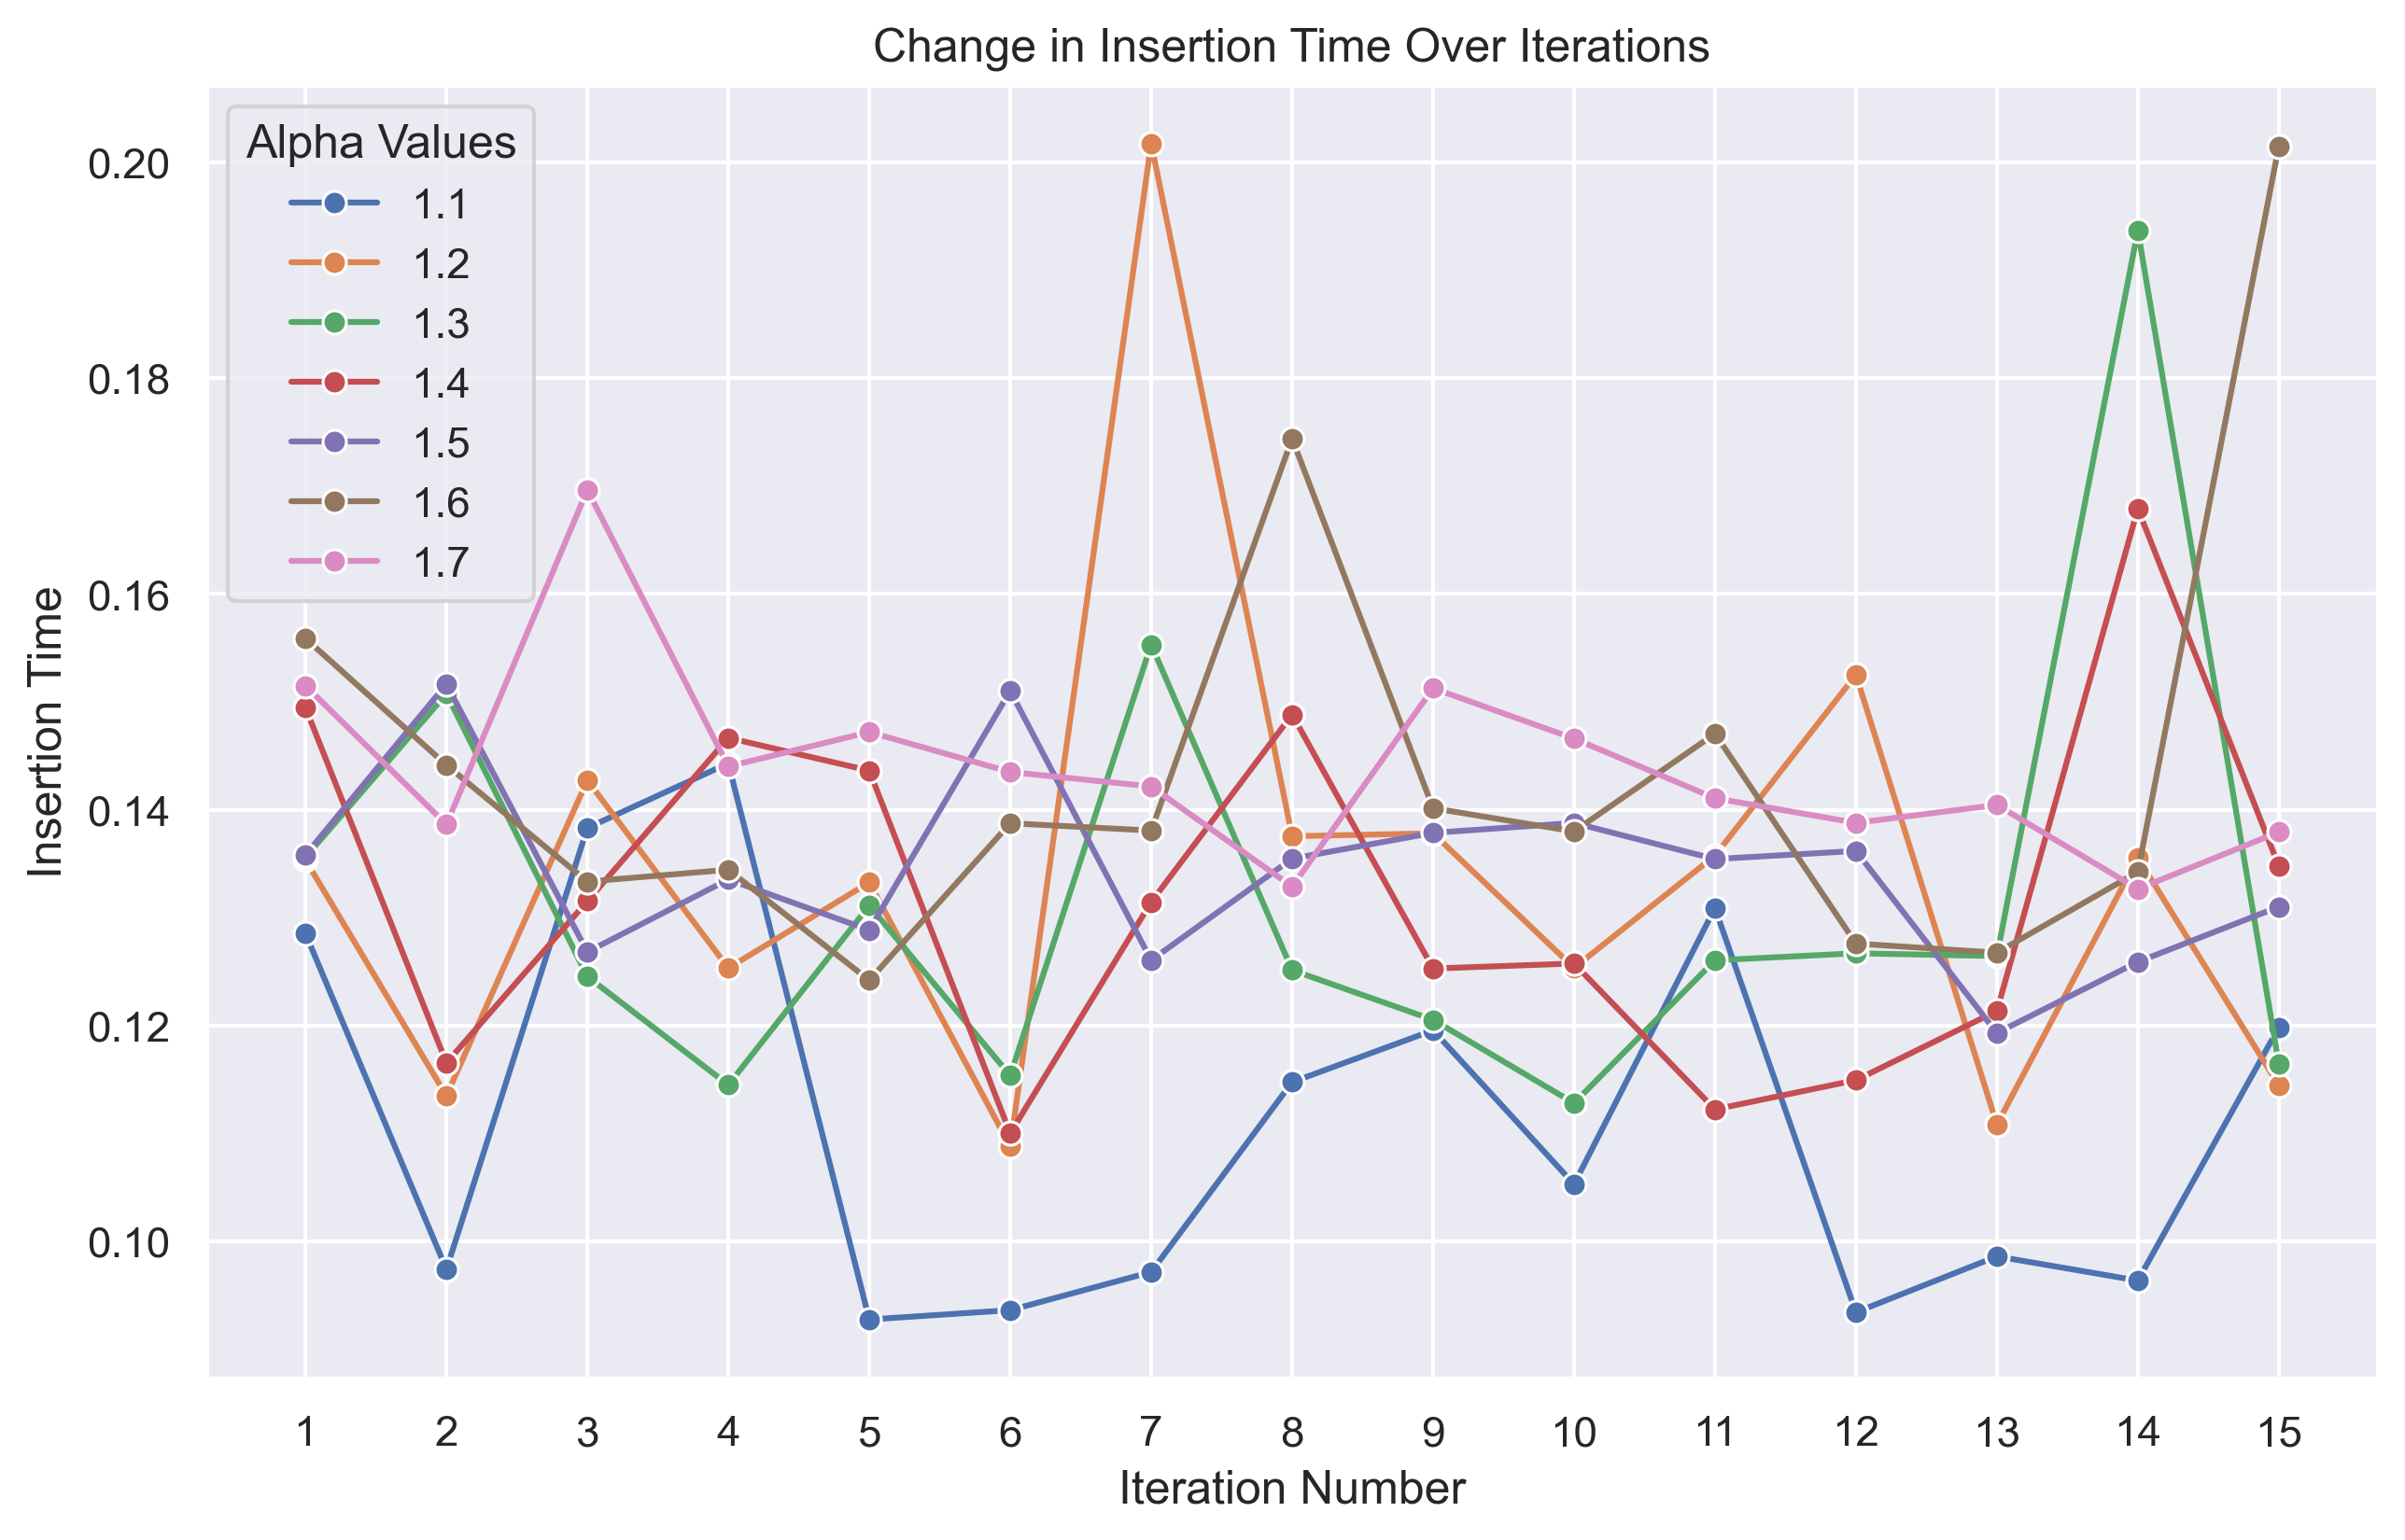 Change in Insertion Time Over Iterations
Alpha Values
1.1
1.2
1.3
1.4
1.5
1.6
1.7
Insertion Time
0.20
0.18
0.16
0.14
0.12
0.10
1 2 3 4 5 6 7 8 9 10 11 12 13 14 15
Iteration Number